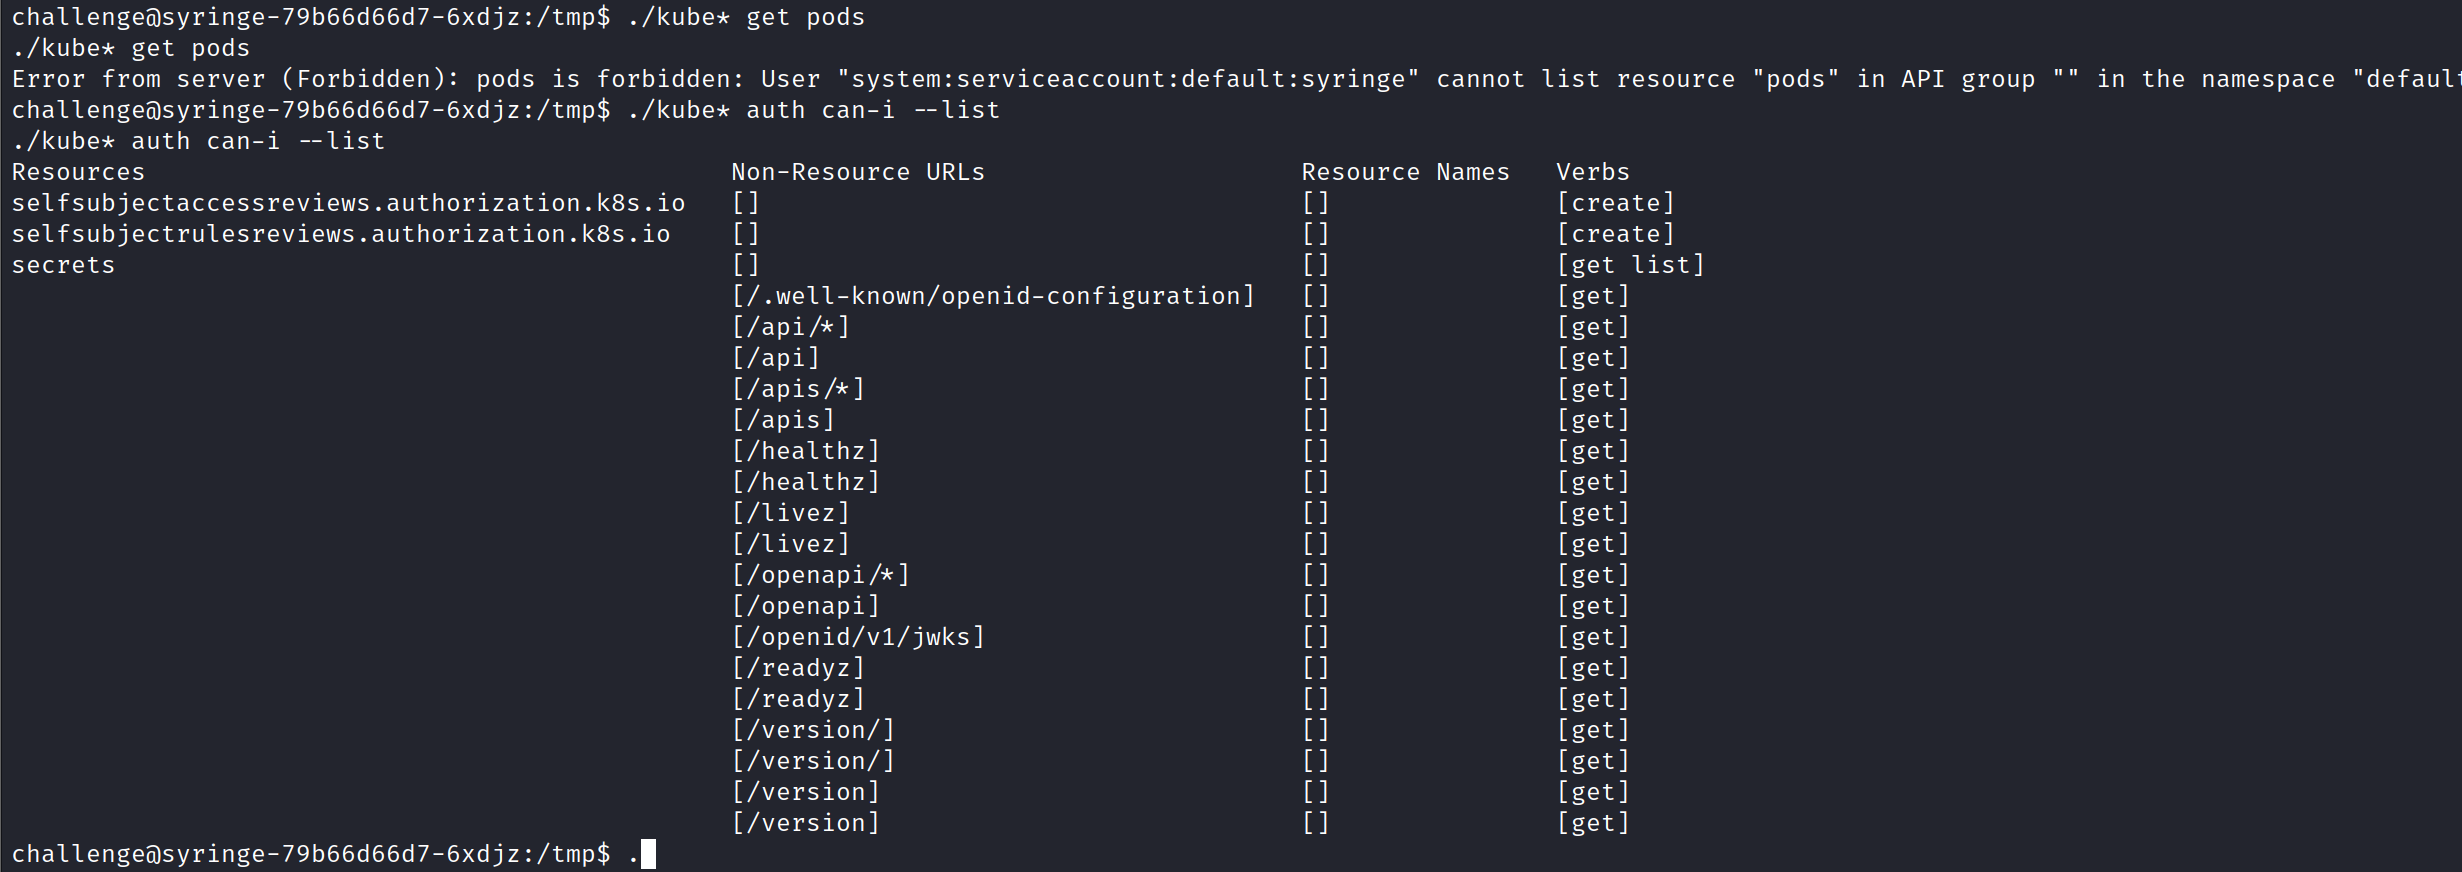 challenge@syringe-79b66d66d7-6xdjz:/tmp$ ./kube* get pods
./kube* get pods
Error from server (Forbidden): pods is forbidden: User "system:serviceaccount:default:syringe" cannot list resource "pods" in API group "" in the namespace "default
challenge@syringe-79b66d66d7-6xdjz:/tmp$ ./kube* auth can-i --list
./kube* auth can-i --list
Resources Non-Resource URLs Resource Names Verbs
selfsubjectaccessreviews.authorization.k8s.io [] [] [create]
selfsubjectrulesreviews.authorization.k8s.io [] [] [create]
secrets [] [] [get list]
[/.well-known/openid-configuration] [] [get]
[/api/*] [] [get]
[/api] [] [get]
[/apis/*] [] [get]
[/apis] [] [get]
[/healthz] [] [get]
[/healthz] [] [get]
[/livez] [] [get]
[/livez] [] [get]
[/openapi/*] [] [get]
[/openapi] [] [get]
[/openid/v1/jwks] [] [get]
[/readyz] [] [get]
[/readyz] [] [get]
[/version/] [] [get]
[/version/] [] [get]
[/version] [] [get]
[/version] [] [get]
challenge@syringe-79b66d66d7-6xdjz:/tmp$ .